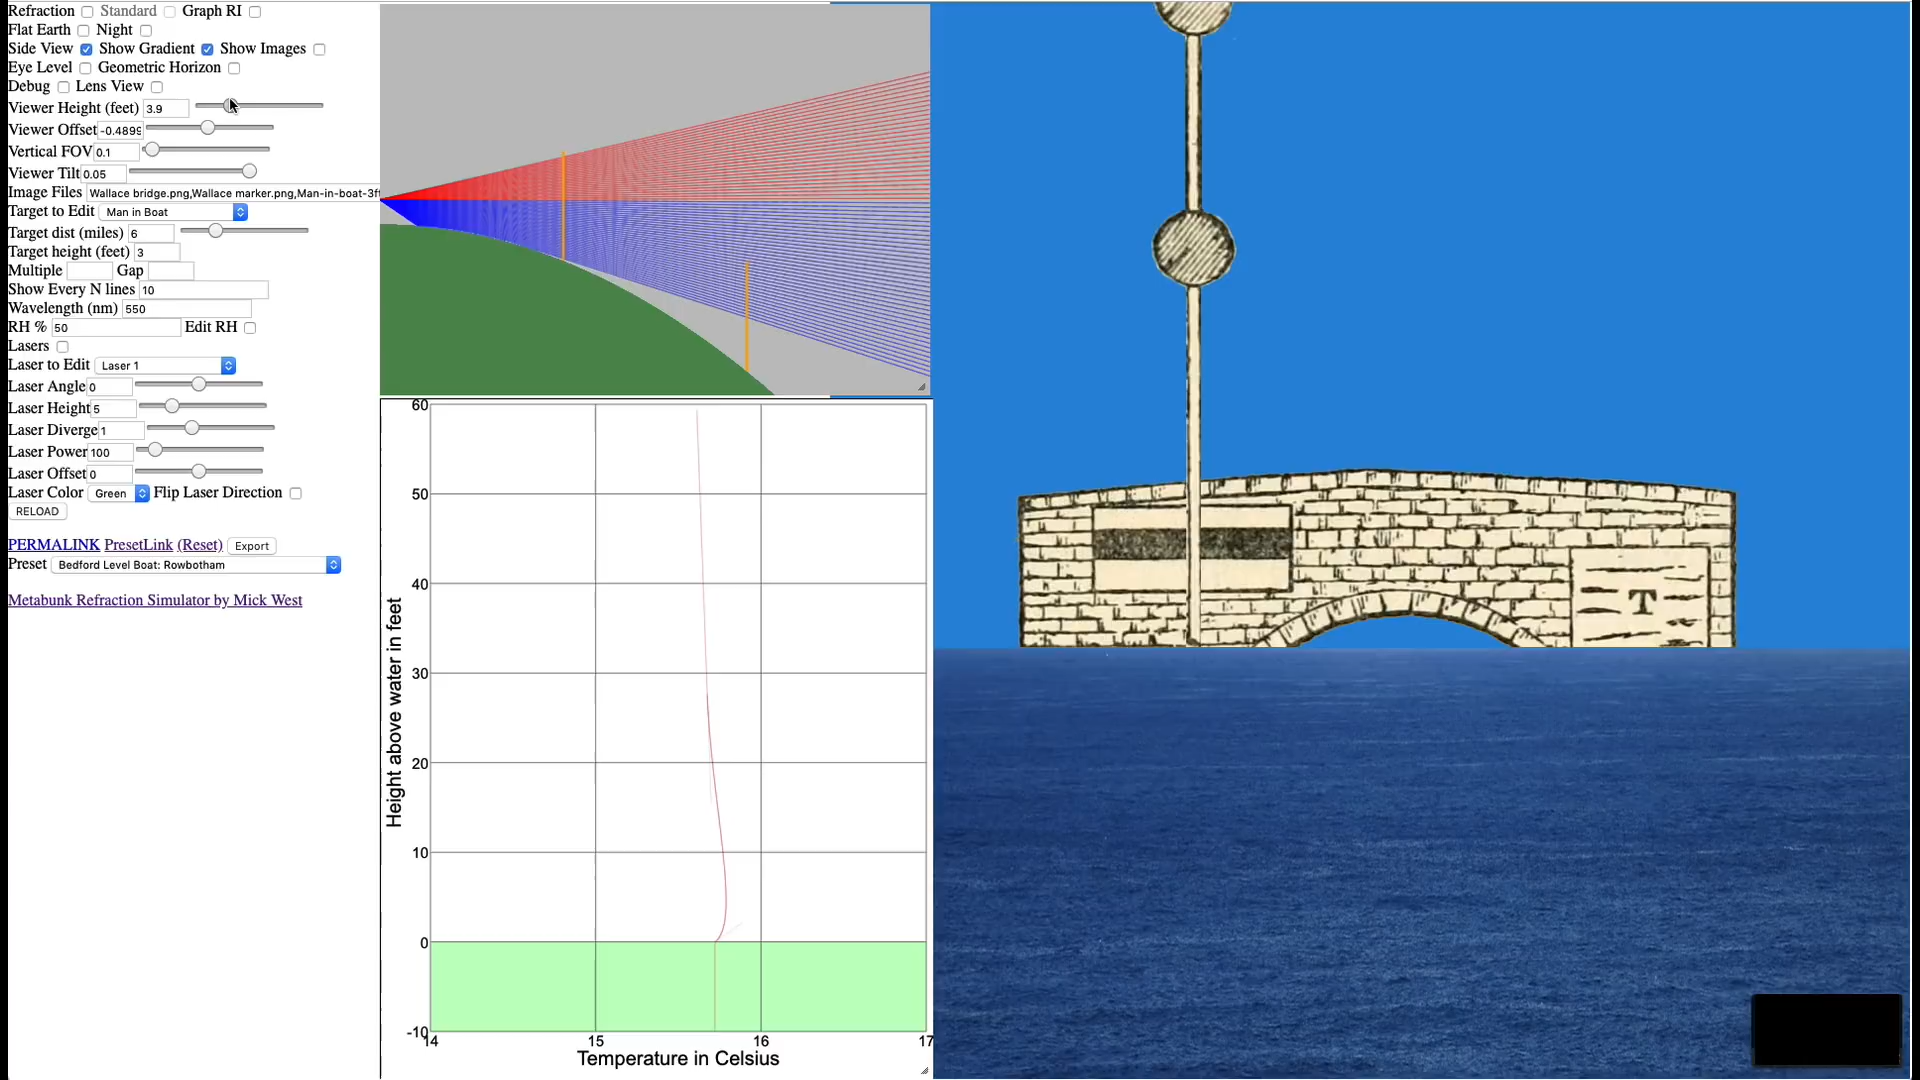 Refraction Standard Graph RI
Flat Earth Night
Side View Show Gradient Show Images
Eye Level Geometric Horizon
Debug Lens View
Viewer Height (feet) 3.9
Viewer Offset -0.4899
Vertical FOV 0.1
Viewer Tilt 0.05
Image Files Wallace bridge.png,Wallace marker.png,Man-in-boat-3f
Target to Edit Man in Boat
Target dist (miles) 6
Target height (feet) 3
Multiple Gap
Show Every N lines 10
Wavelength (nm) 550
RH % 50 Edit RH
Lasers
Laser to Edit Laser 1
Laser Angle 0
Laser Height 5
Laser Diverge 1
Laser Power 100
Laser Offset 0
Laser Color Green Flip Laser Direction
RELOAD
PERMALINK PresetLink (Reset) Export
Preset Bedford Level Boat: Rowbotham
Metabunk Refraction Simulator by Mick West
Height above water in feet
60
50
40
30
20
10
0
-10
14 15 16 17
Temperature in Celsius
T